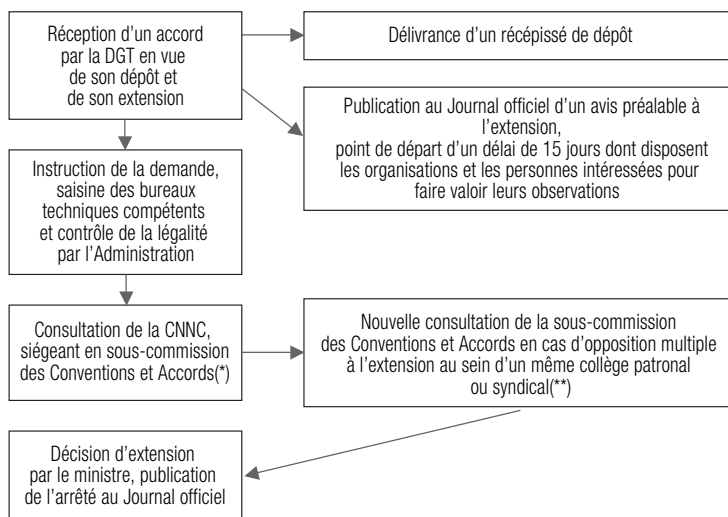 Réception d'un accord
par la DGT en vue
de son dépôt et
de son extension
Délivrance d'un récépissé de dépôt
Publication au Journal officiel d'un avis préalable à
l'extension,
point de départ d'un délai de 15 jours dont disposent
les organisations et les personnes intéressées pour
faire valoir leurs observations
Instruction de la demande,
saisine des bureaux
techniques compétents
et contrôle de la légalité
par l'Administration
Consultation de la CNNC,
siégeant en sous-commission
des Conventions et Accords(*)
Nouvelle consultation de la sous-commission
des Conventions et Accords en cas d'opposition multiple
à l'extension au sein d'un même collège patronal
ou syndical(**)
Décision d'extension
par le ministre, publication
de l'arrêté au Journal officiel